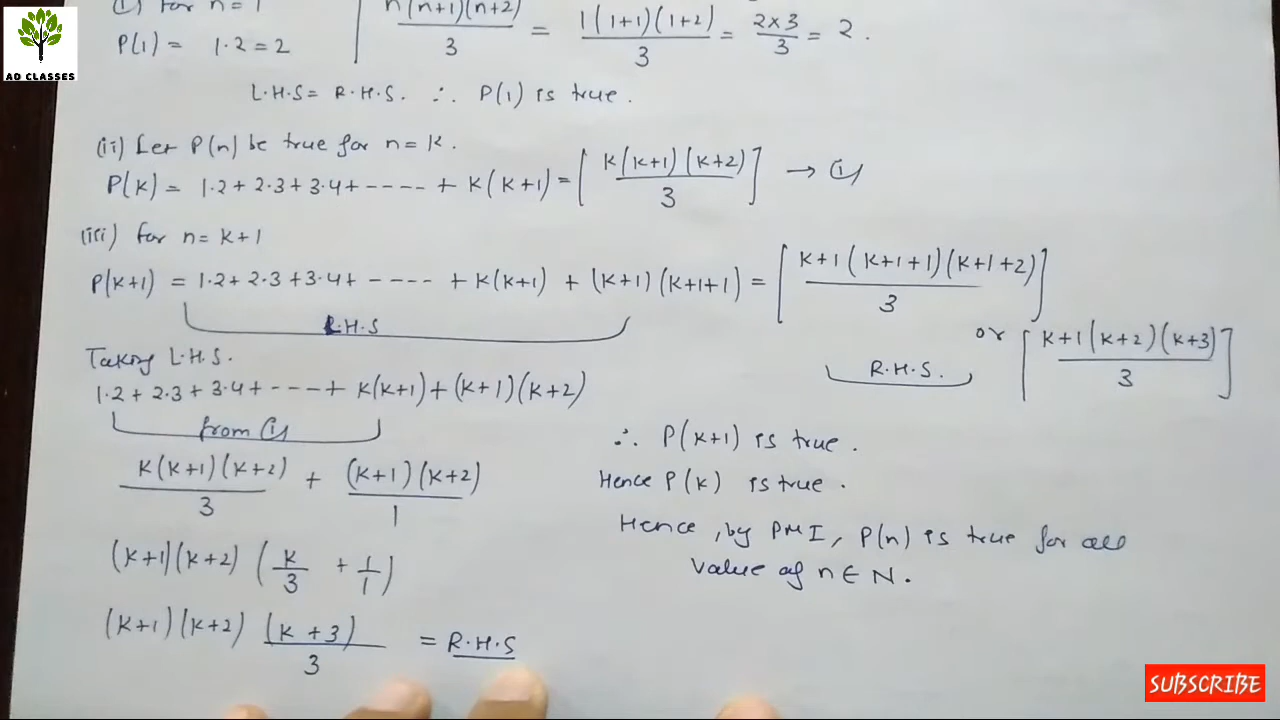 (i) For n = 1
P(1) = 1·2 = 2 | n(n+1)(n+2)/3 = 1(1+1)(1+2)/3 = 2×3/3 = 2.
AO CLASSES
L·H·S = R·H·S. ∴ P(1) is true.
(ii) Let P(n) be true for n = k.
P(k) = 1·2 + 2·3 + 3·4 + ---- + k(k+1) = [k(k+1)(k+2)/3] → (1)
(iii) for n = k+1
P(k+1) = 1·2 + 2·3 + 3·4 + ---- + k(k+1) + (k+1)(k+1+1) = [k+1(k+1+1)(k+1+2)/3]
L·H·S
or [k+1(k+2)(k+3)/3]
R·H·S.
Taking L·H·S.
1·2 + 2·3 + 3·4 + ---- + k(k+1) + (k+1)(k+2)
from (1)
k(k+1)(k+2)/3 + (k+1)(k+2)/1
(k+1)(k+2) (k/3 + 1/1)
(k+1)(k+2) (k+3)/3 = R·H·S
∴ P(k+1) is true.
Hence P(k) is true.
Hence, by PMI, P(n) is true for all
value of n ∈ N.
SUBSCRIBE